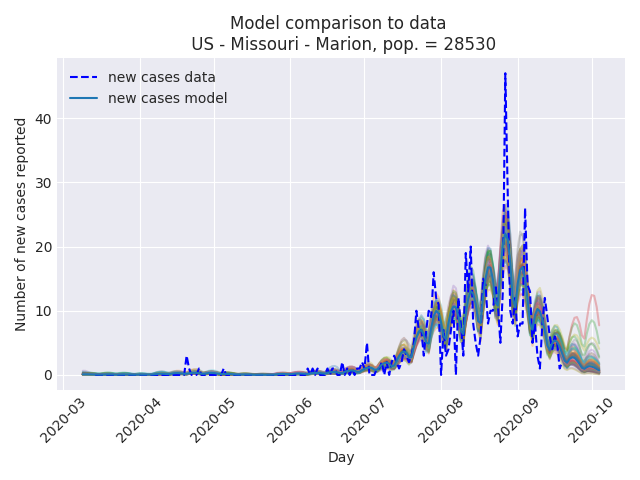 Model comparison to data
US - Missouri - Marion, pop. = 28530
new cases data
new cases model
Number of new cases reported
40
30
20
10
0
2020-03
2020-04
2020-05
2020-06
2020-07
2020-08
2020-09
2020-10
Day